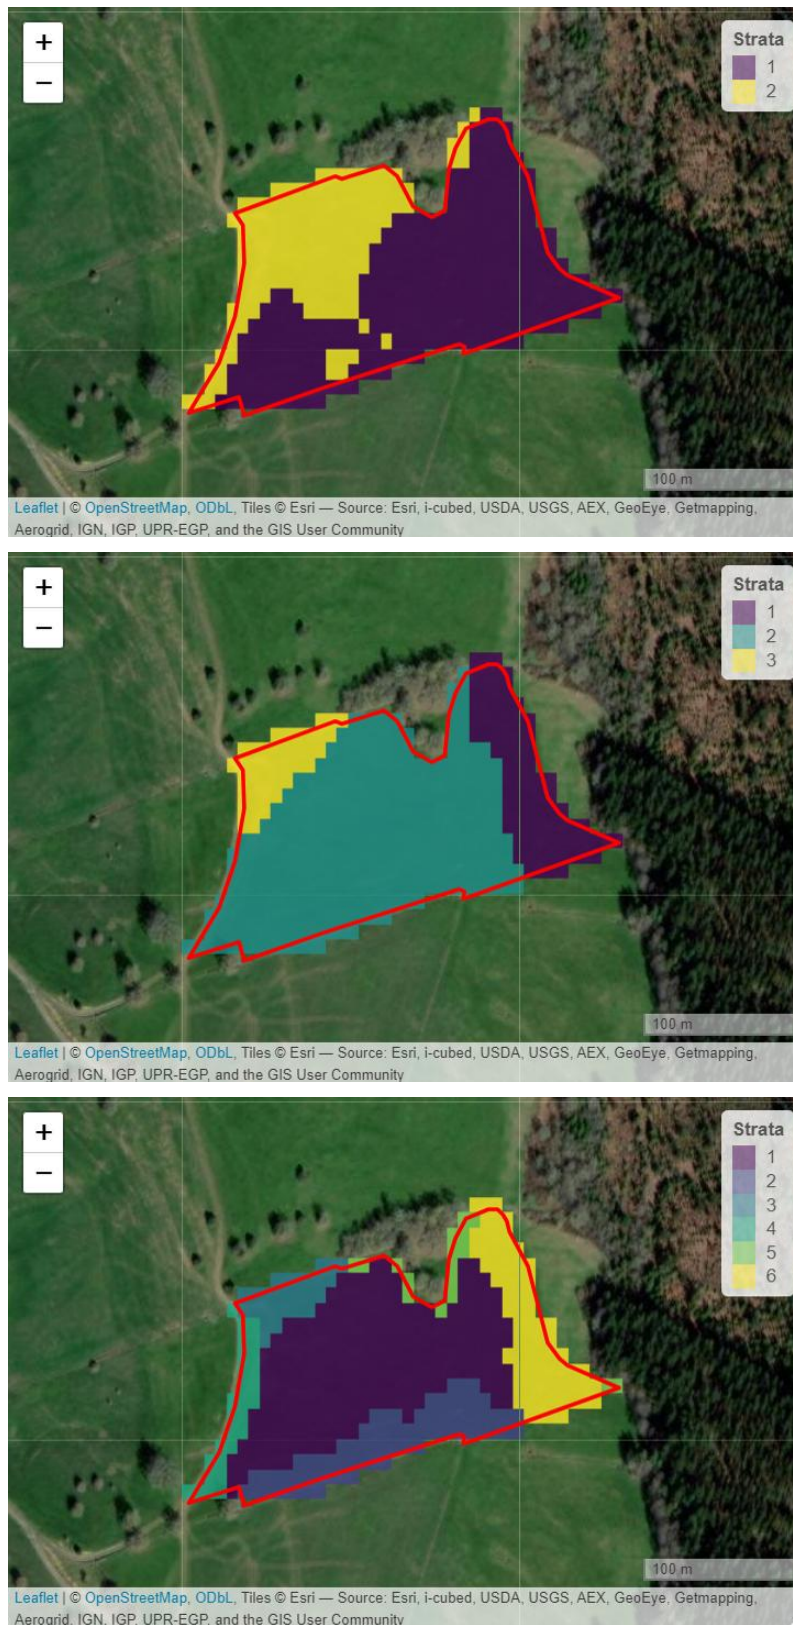 +
−
Strata
1
2
100 m
Leaflet | © OpenStreetMap, ODbL, Tiles © Esri — Source: Esri, i-cubed, USDA, USGS, AEX, GeoEye, Getmapping,
Aerogrid, IGN, IGP, UPR-EGP, and the GIS User Community
+
−
Strata
1
2
3
100 m
Leaflet | © OpenStreetMap, ODbL, Tiles © Esri — Source: Esri, i-cubed, USDA, USGS, AEX, GeoEye, Getmapping,
Aerogrid, IGN, IGP, UPR-EGP, and the GIS User Community
+
−
Strata
1
2
3
4
5
6
100 m
Leaflet | © OpenStreetMap, ODbL, Tiles © Esri — Source: Esri, i-cubed, USDA, USGS, AEX, GeoEye, Getmapping,
Aerogrid, IGN, IGP, UPR-EGP, and the GIS User Community